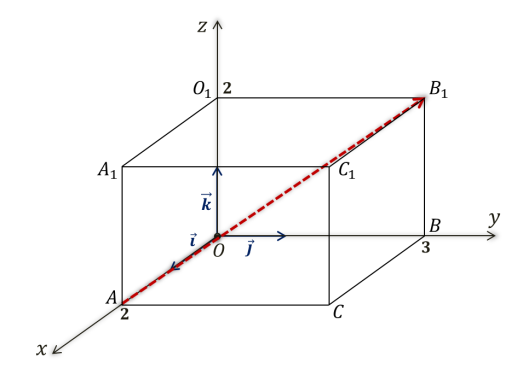 z
O₁ 2 B₁
A₁ C₁
k⃗
i⃗ y
O j⃗ B
3
A
2 C
x